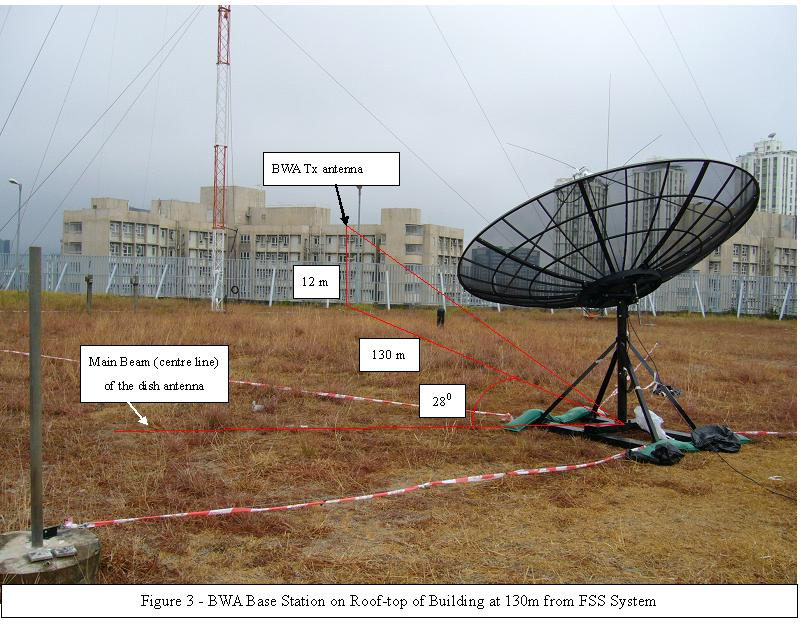 BWA Tx antenna
12 m
130 m
Main Beam (centre line)
of the dish antenna
28⁰
Figure 3 - BWA Base Station on Roof-top of Building at 130m from FSS System